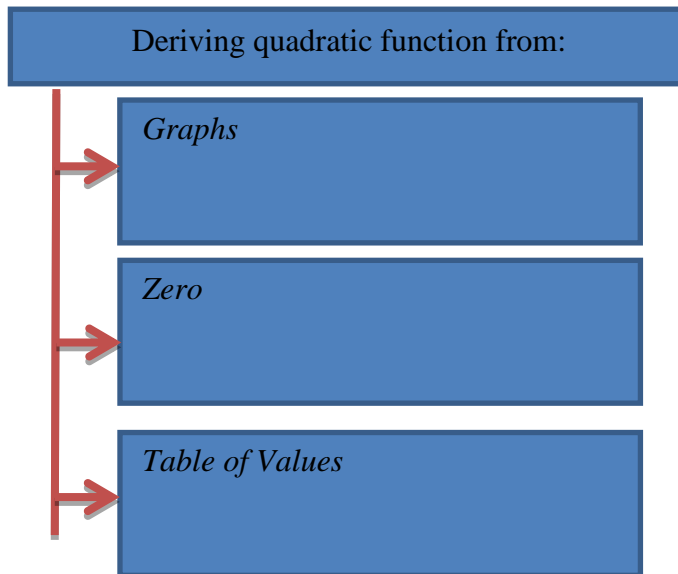 Deriving quadratic function from:
Graphs
Zero
Table of Values